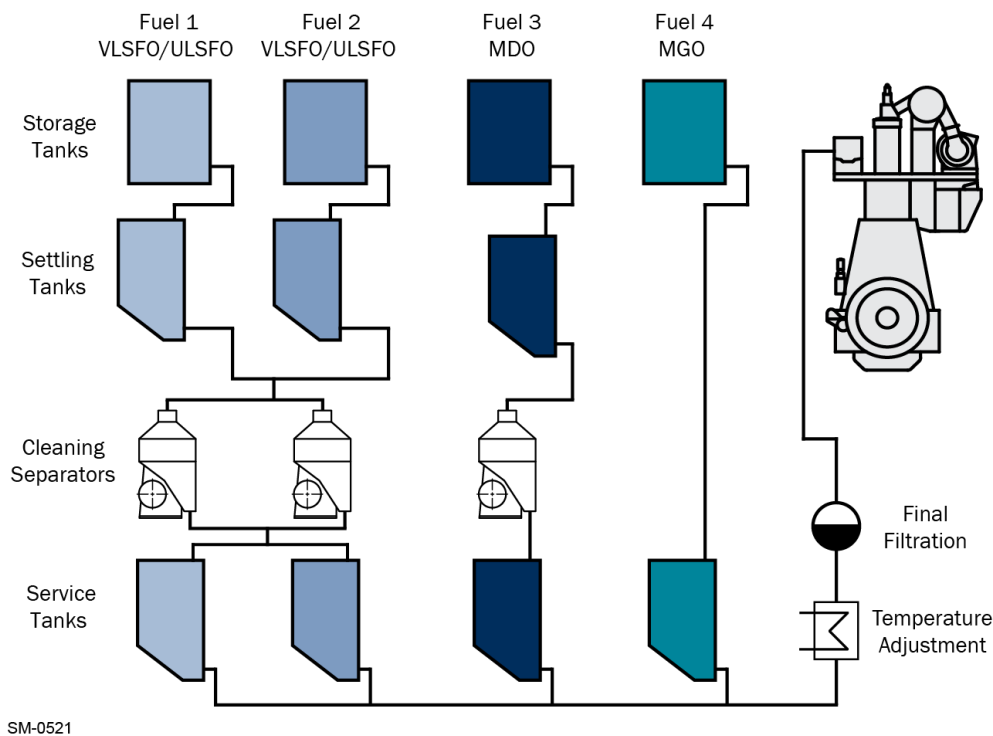 Fuel 1
VLSFO/ULSFO
Fuel 2
VLSFO/ULSFO
Fuel 3
MDO
Fuel 4
MGO
Storage
Tanks
Settling
Tanks
Cleaning
Separators
Final
Filtration
Service
Tanks
Temperature
Adjustment
SM-0521